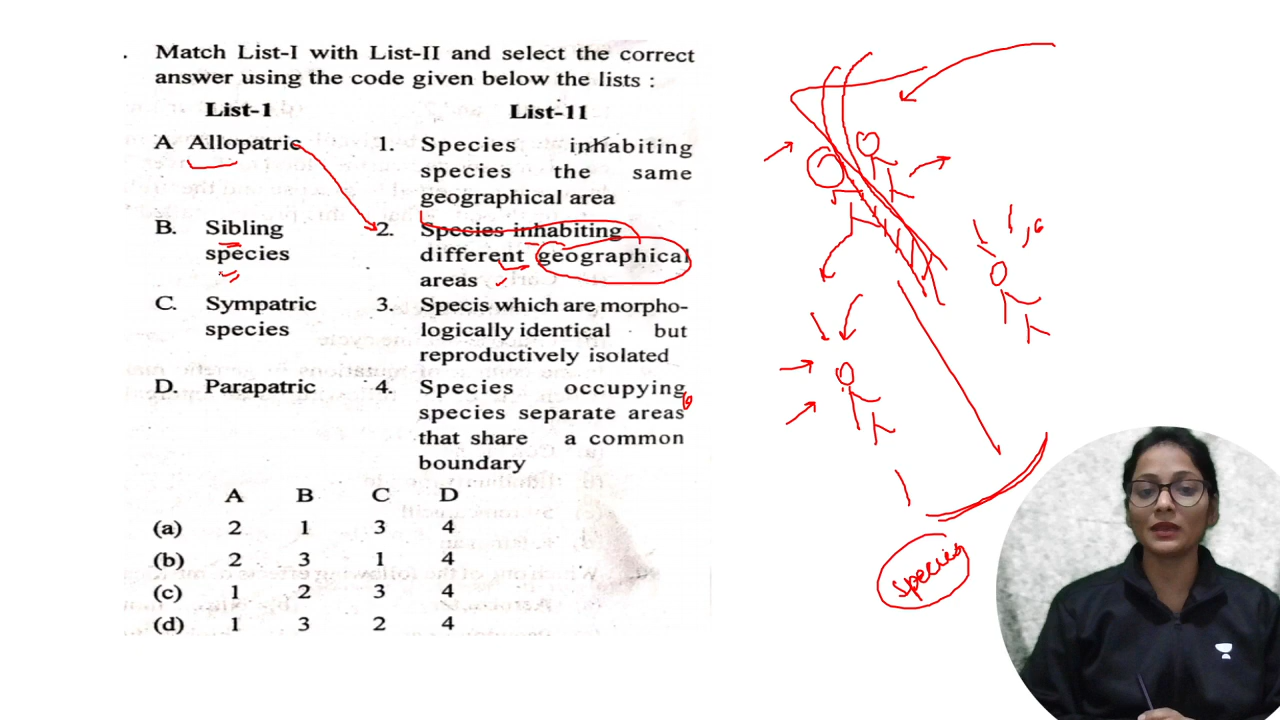 . Match List-I with List-II and select the correct
answer using the code given below the lists :
List-1 List-11
A Allopatric 1. Species inhabiting
species the same
geographical area
B. Sibling 2. Species inhabiting
species different geographical
areas
C. Sympatric 3. Specis which are morpho-
species logically identical but
reproductively isolated
D. Parapatric 4. Species occupying
species separate areas
that share a common
boundary
A B C D
(a) 2 1 3 4
(b) 2 3 1 4
(c) 1 2 3 4
(d) 1 3 2 4
species